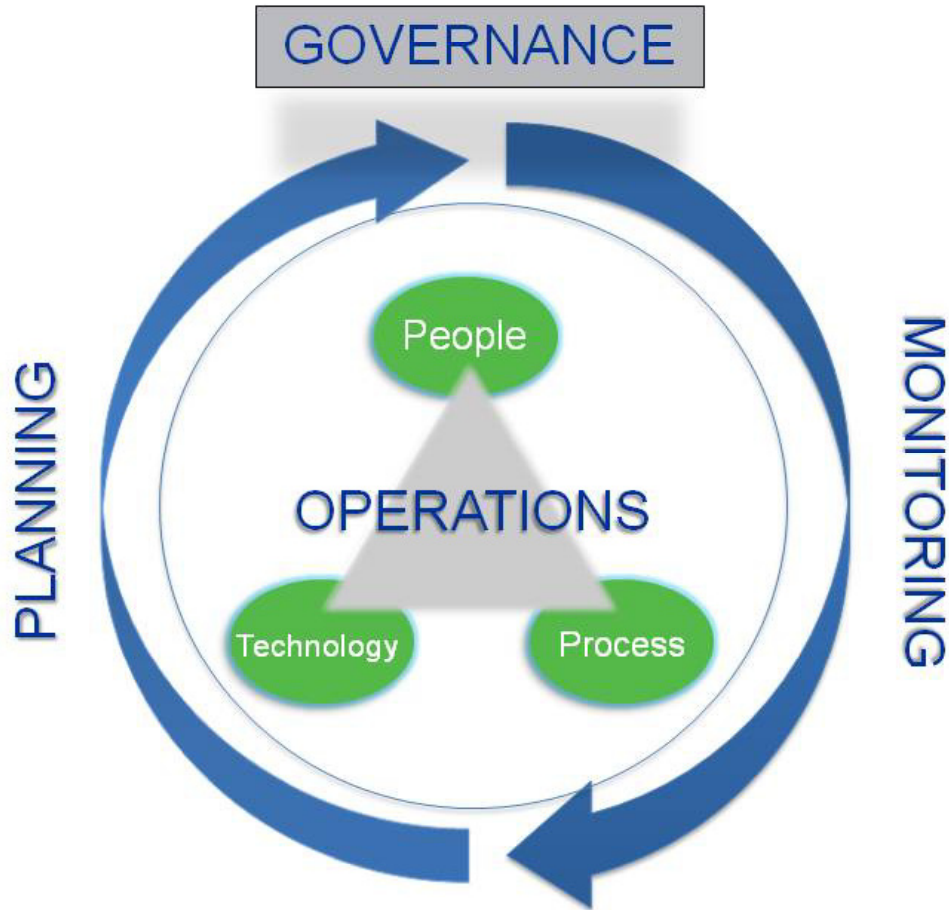 GOVERNANCE
People
PLANNING
MONITORING
OPERATIONS
Technology
Process